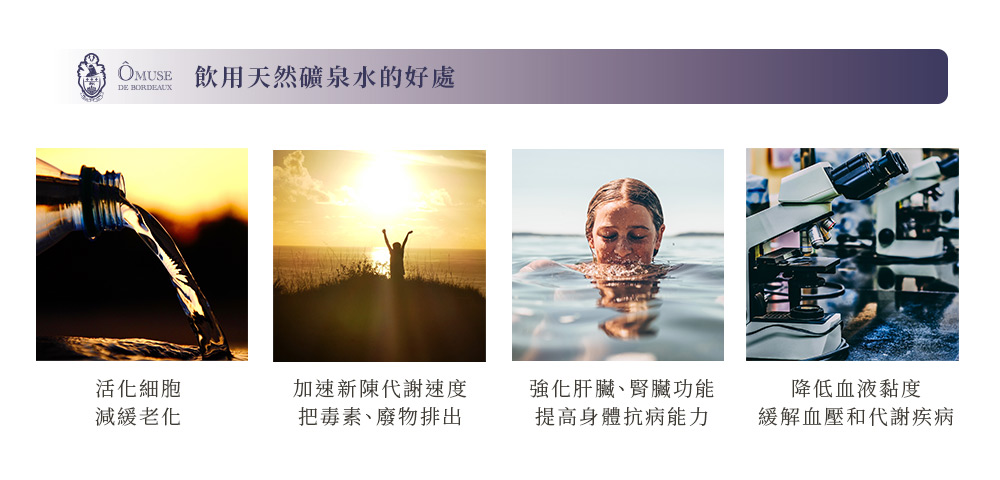 ÔMUSE
DE BORDEAUX
飲用天然礦泉水的好處
活化細胞
減緩老化
加速新陳代謝速度
把毒素、廢物排出
強化肝臟、腎臟功能
提高身體抗病能力
降低血液黏度
緩解血壓和代謝疾病